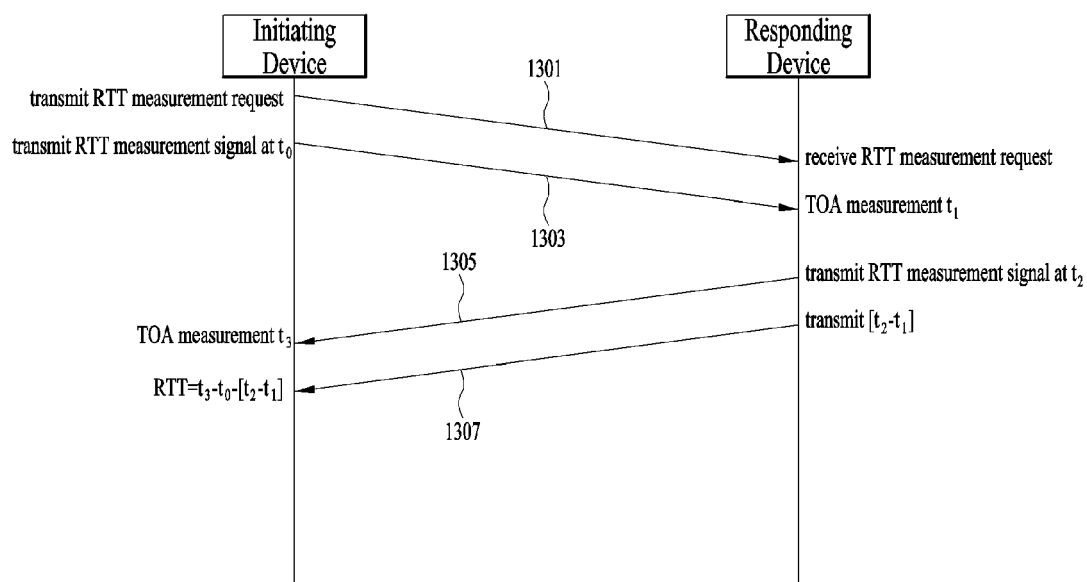 Initiating
Device
Responding
Device
1301
transmit RTT measurement request
transmit RTT measurement signal at t₀
receive RTT measurement request
TOA measurement t₁
1303
1305
transmit RTT measurement signal at t₂
TOA measurement t₃
transmit [t₂-t₁]
RTT=t₃-t₀-[t₂-t₁]
1307